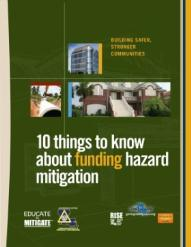 BUILDING SAFER,
STRONGER
COMMUNITIES
10 things to know
about funding hazard
mitigation
EDUCATE
MITIGATE
RISE